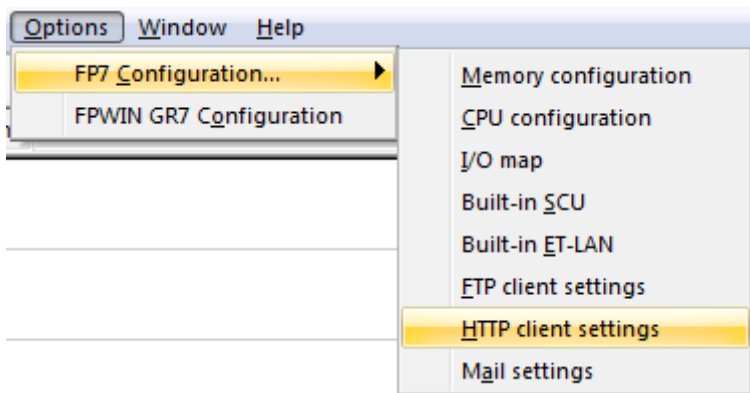 Options Window Help
FP7 Configuration...
FPWIN GR7 Configuration
Memory configuration
CPU configuration
I/O map
Built-in SCU
Built-in ET-LAN
FTP client settings
HTTP client settings
Mail settings